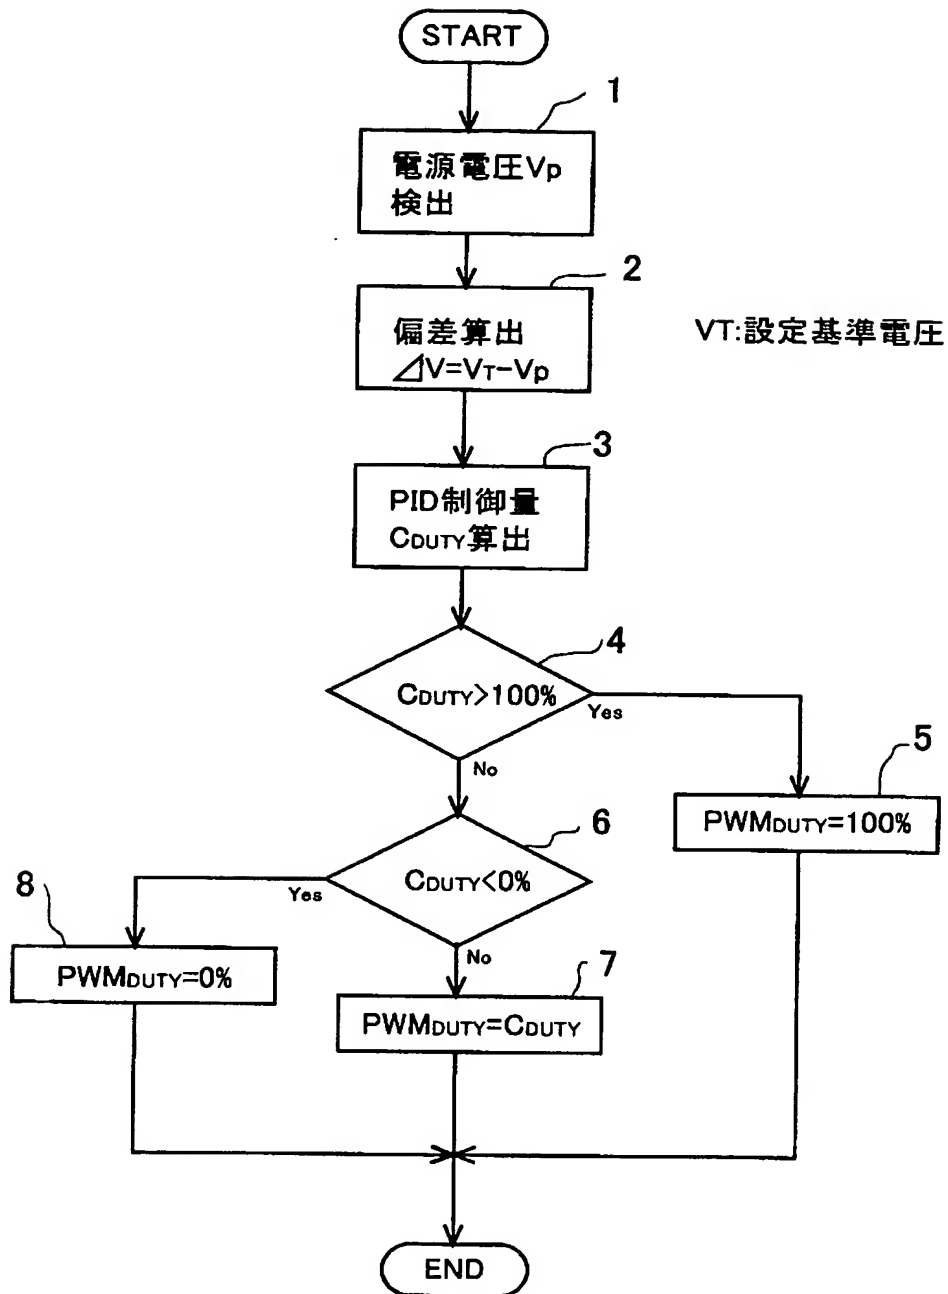 START
1
電源電圧Vp
検出
2
偏差算出
⊿V=VT-Vp
VT:設定基準電圧
3
PID制御量
CDUTY算出
4
CDUTY>100%
Yes
No
5
PWMDUTY=100%
6
CDUTY<0%
Yes
No
8
PWMDUTY=0%
7
PWMDUTY=CDUTY
END